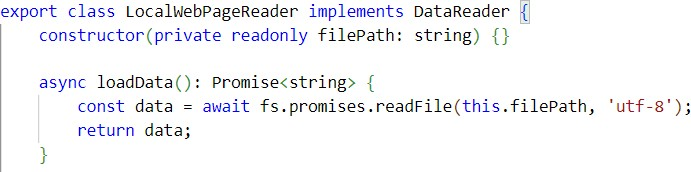 export class LocalWebPageReader implements DataReader {
    constructor(private readonly filePath: string) {}
    async loadData(): Promise<string> {
        const data = await fs.promises.readFile(this.filePath, 'utf-8');
        return data;
    }